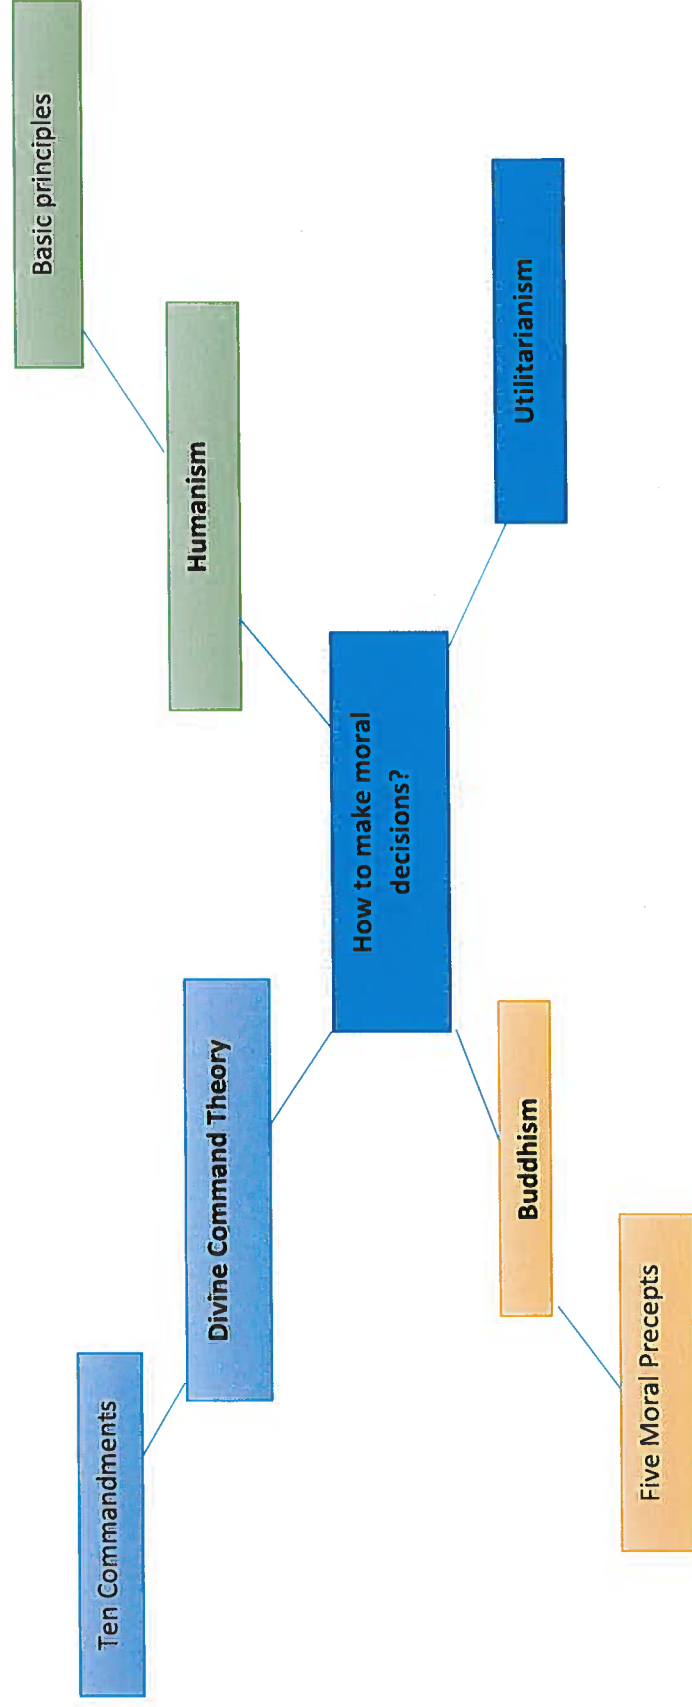 Ten Commandments
Basic principles
Divine Command Theory
Humanism
How to make moral
decisions?
Buddhism
Utilitarianism
Five Moral Precepts